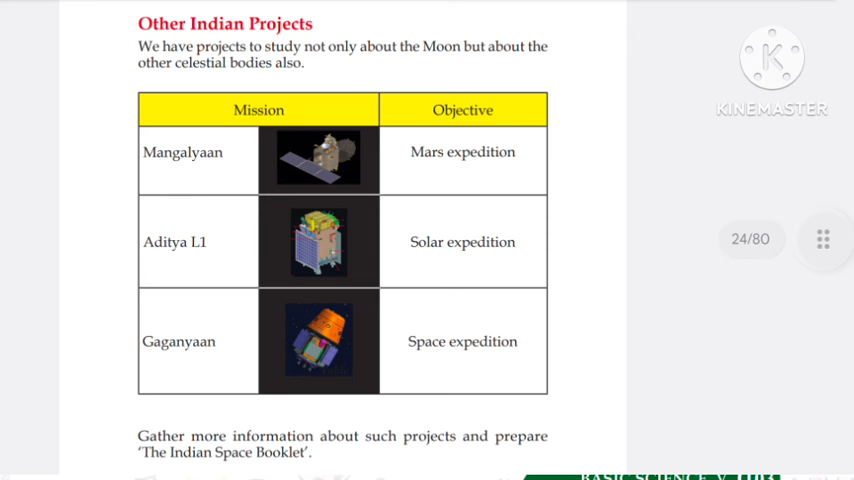 Other Indian Projects
We have projects to study not only about the Moon but about the
other celestial bodies also.
Mission
Objective
Mangalyaan
Mars expedition
Aditya L1
Solar expedition
Gaganyaan
Space expedition
Gather more information about such projects and prepare
‘The Indian Space Booklet’.
K
KINEMASTER
24/80
BASIC SCIENCE V